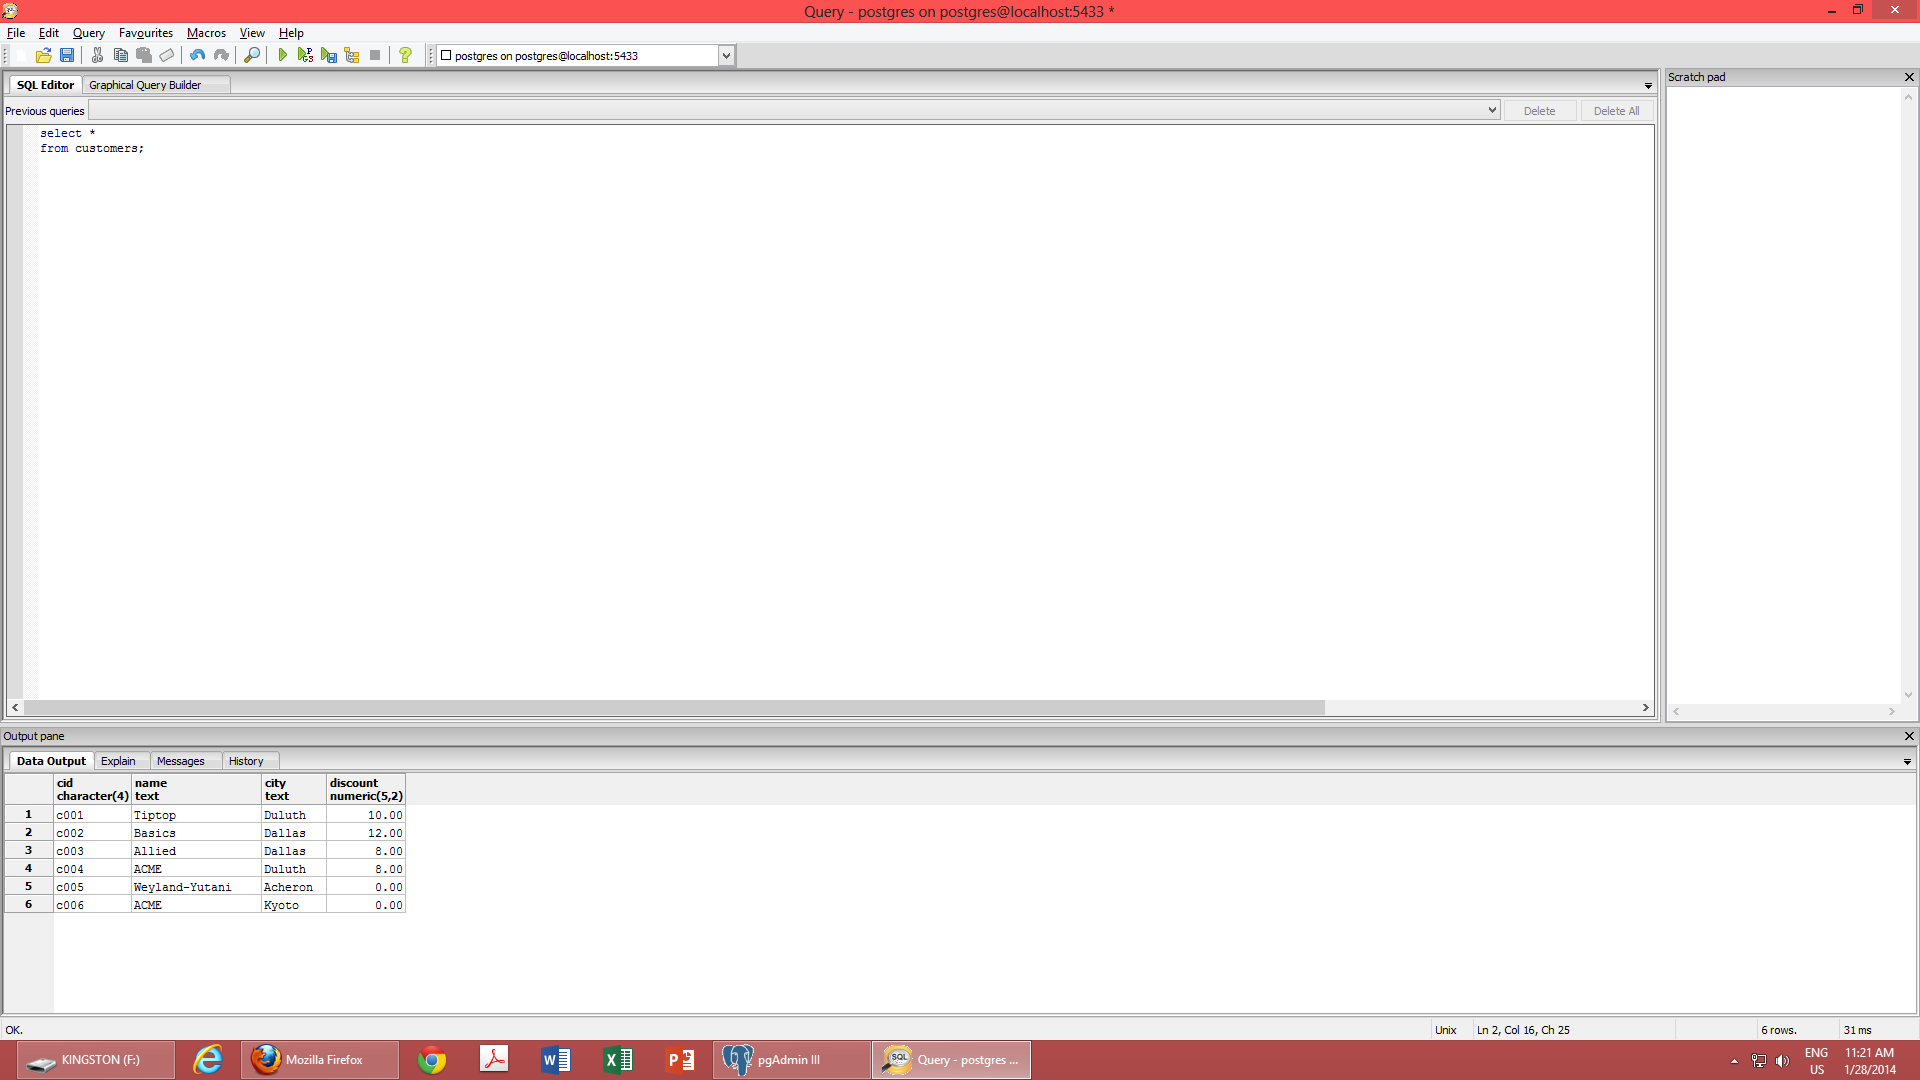 Query - postgres on postgres@localhost:5433 *
File Edit Query Favourites Macros View Help
postgres on postgres@localhost:5433
SQL Editor Graphical Query Builder
Scratch pad
Previous queries Delete Delete All
select *
from customers;
Output pane
Data Output Explain Messages History
cid name city discount
character(4) text text numeric(5,2)
1 c001 Tiptop Duluth 10.00
2 c002 Basics Dallas 12.00
3 c003 Allied Dallas 8.00
4 c004 ACME Duluth 8.00
5 c005 Weyland-Yutani Acheron 0.00
6 c006 ACME Kyoto 0.00
OK. Unix Ln 2, Col 16, Ch 25 6 rows. 31 ms
KINGSTON (F:) Mozilla Firefox pgAdmin III SQL Query - postgres ...
ENG 11:21 AM
US 1/28/2014